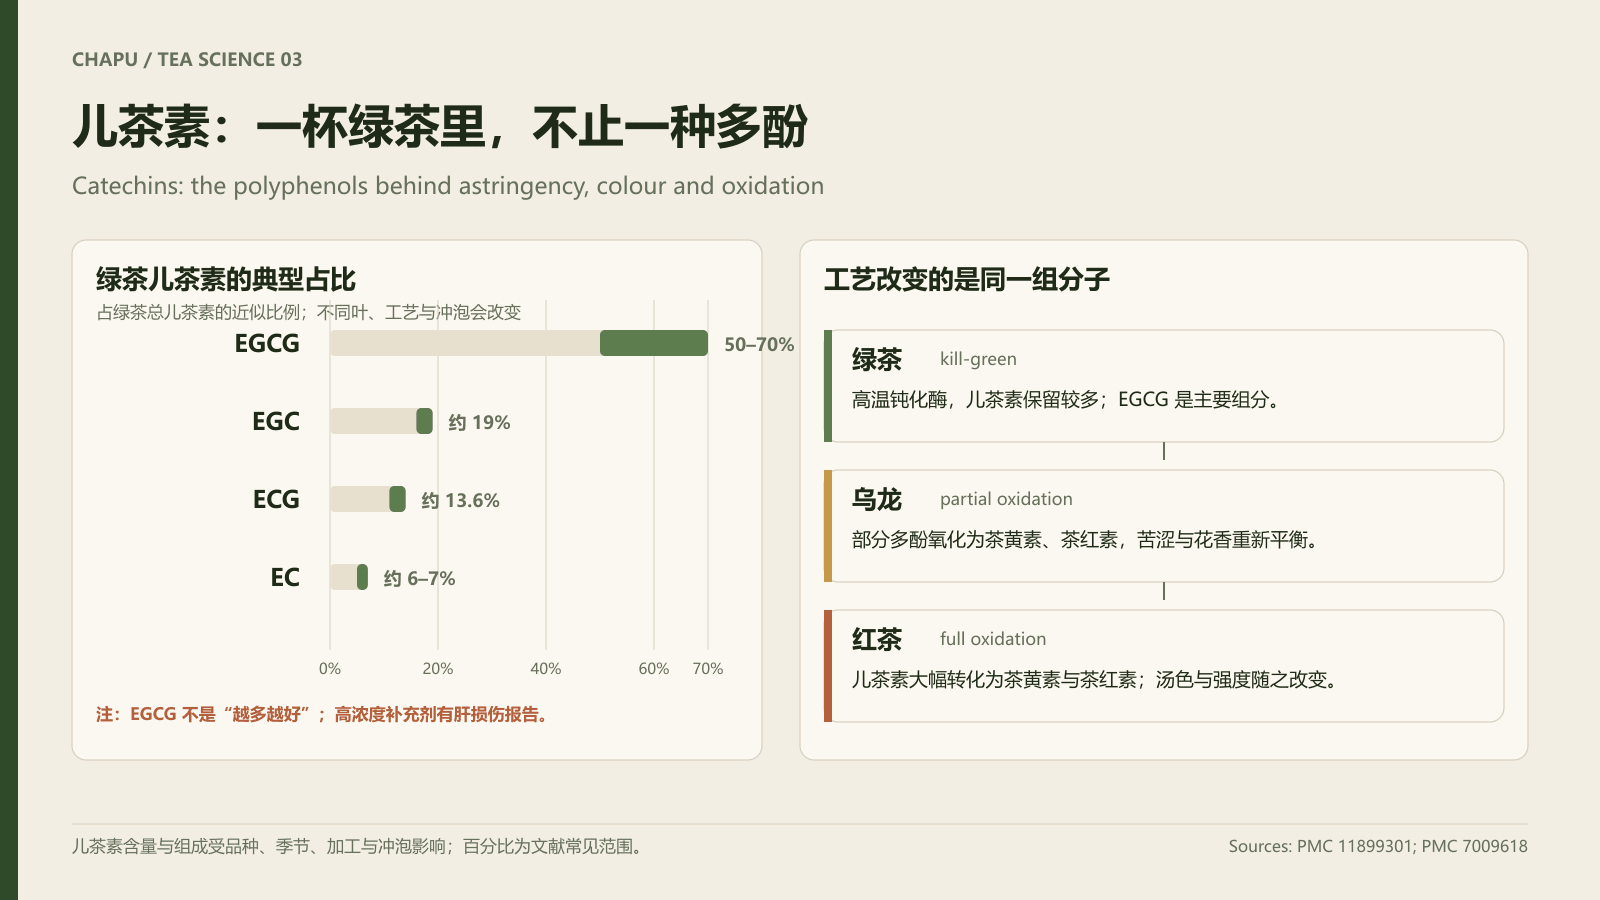 CHAPU / TEA SCIENCE 03
儿茶素：一杯绿茶里，不止一种多酚
Catechins: the polyphenols behind astringency, colour and oxidation
绿茶儿茶素的典型占比
占绿茶总儿茶素的近似比例；不同叶、工艺与冲泡会改变
EGCG 50–70%
EGC 约 19%
ECG 约 13.6%
EC 约 6–7%
0% 20% 40% 60% 70%
注：EGCG 不是“越多越好”；高浓度补充剂有肝损伤报告。
工艺改变的是同一组分子
绿茶 kill-green
高温钝化酶，儿茶素保留较多；EGCG 是主要组分。
乌龙 partial oxidation
部分多酚氧化为茶黄素、茶红素，苦涩与花香重新平衡。
红茶 full oxidation
儿茶素大幅转化为茶黄素与茶红素；汤色与强度随之改变。
儿茶素含量与组成受品种、季节、加工与冲泡影响；百分比为文献常见范围。
Sources: PMC 11899301; PMC 7009618